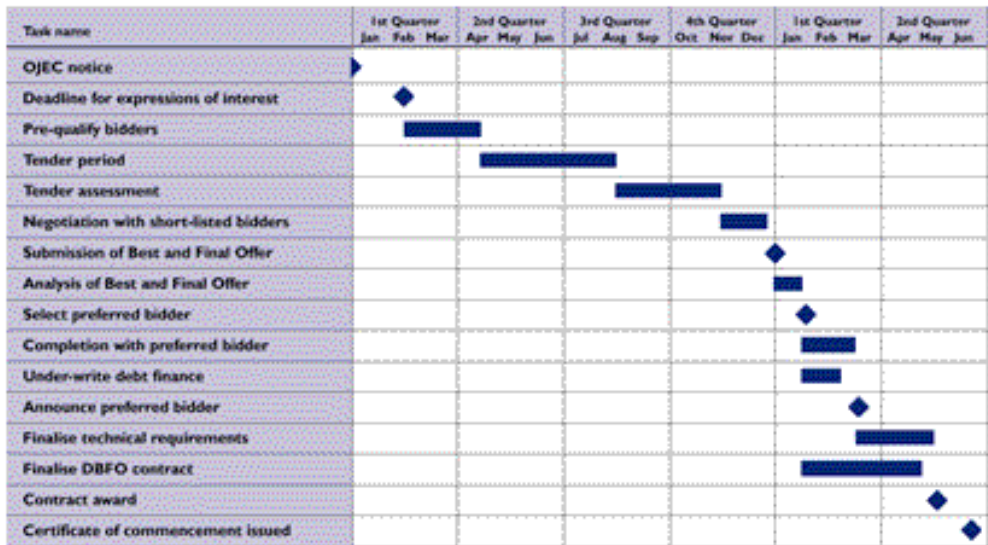 1st Quarter 2nd Quarter 3rd Quarter 4th Quarter 1st Quarter 2nd Quarter
Task name Jan Feb Mar Apr May Jun Jul Aug Sep Oct Nov Dec Jan Feb Mar Apr May Jun
OJEC notice
Deadline for expressions of interest
Pre-qualify bidders
Tender period
Tender assessment
Negotiation with short-listed bidders
Submission of Best and Final Offer
Analysis of Best and Final Offer
Select preferred bidder
Completion with preferred bidder
Under-write debt finance
Announce preferred bidder
Finalise technical requirements
Finalise DBFO contract
Contract award
Certificate of commencement issued